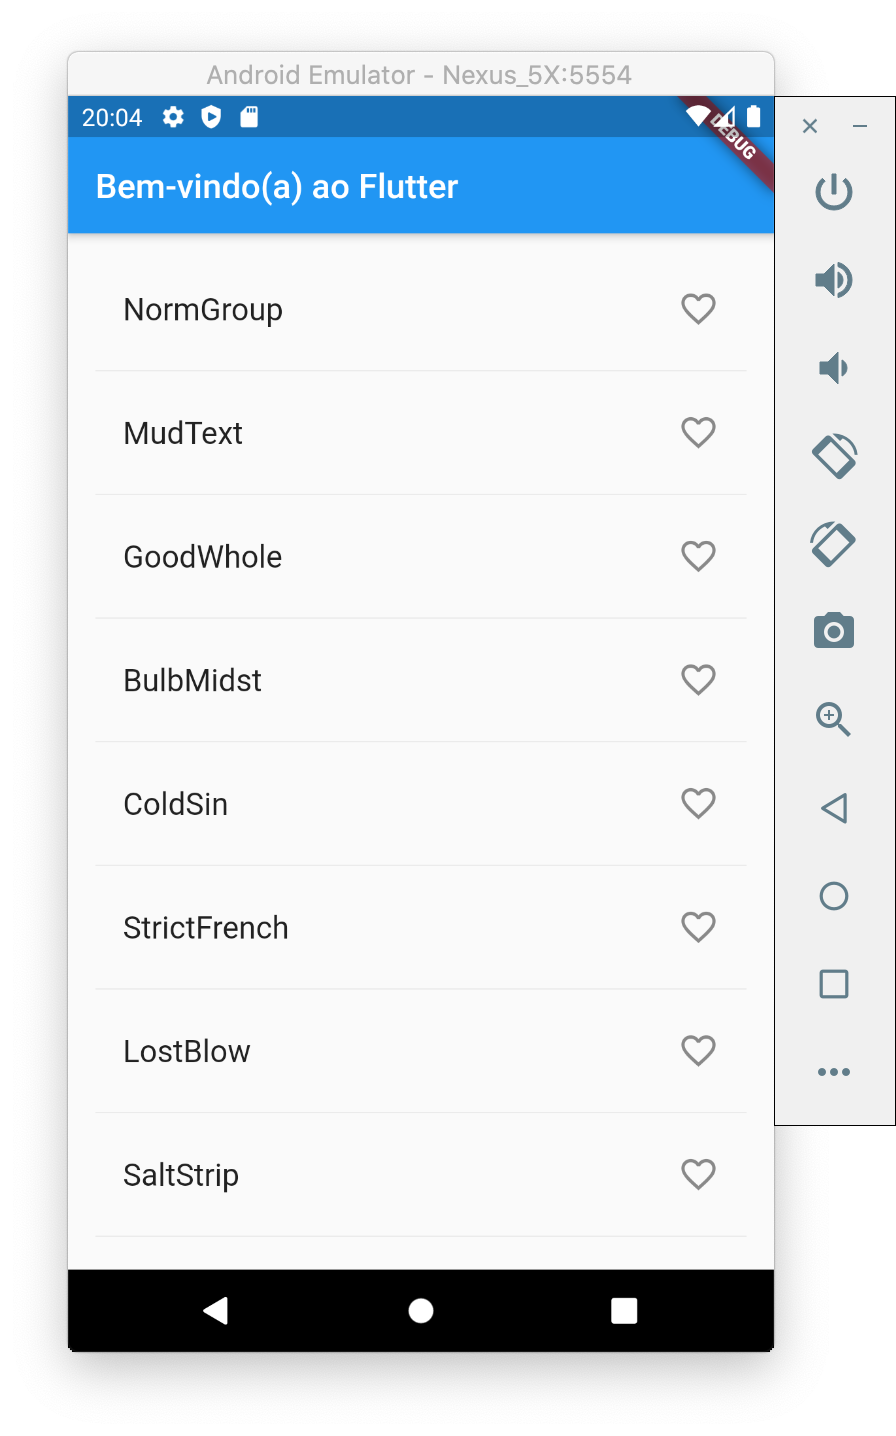 Android Emulator - Nexus_5X:5554
20:04
DEBUG
Bem-vindo(a) ao Flutter
NormGroup
MudText
GoodWhole
BulbMidst
ColdSin
StrictFrench
LostBlow
SaltStrip